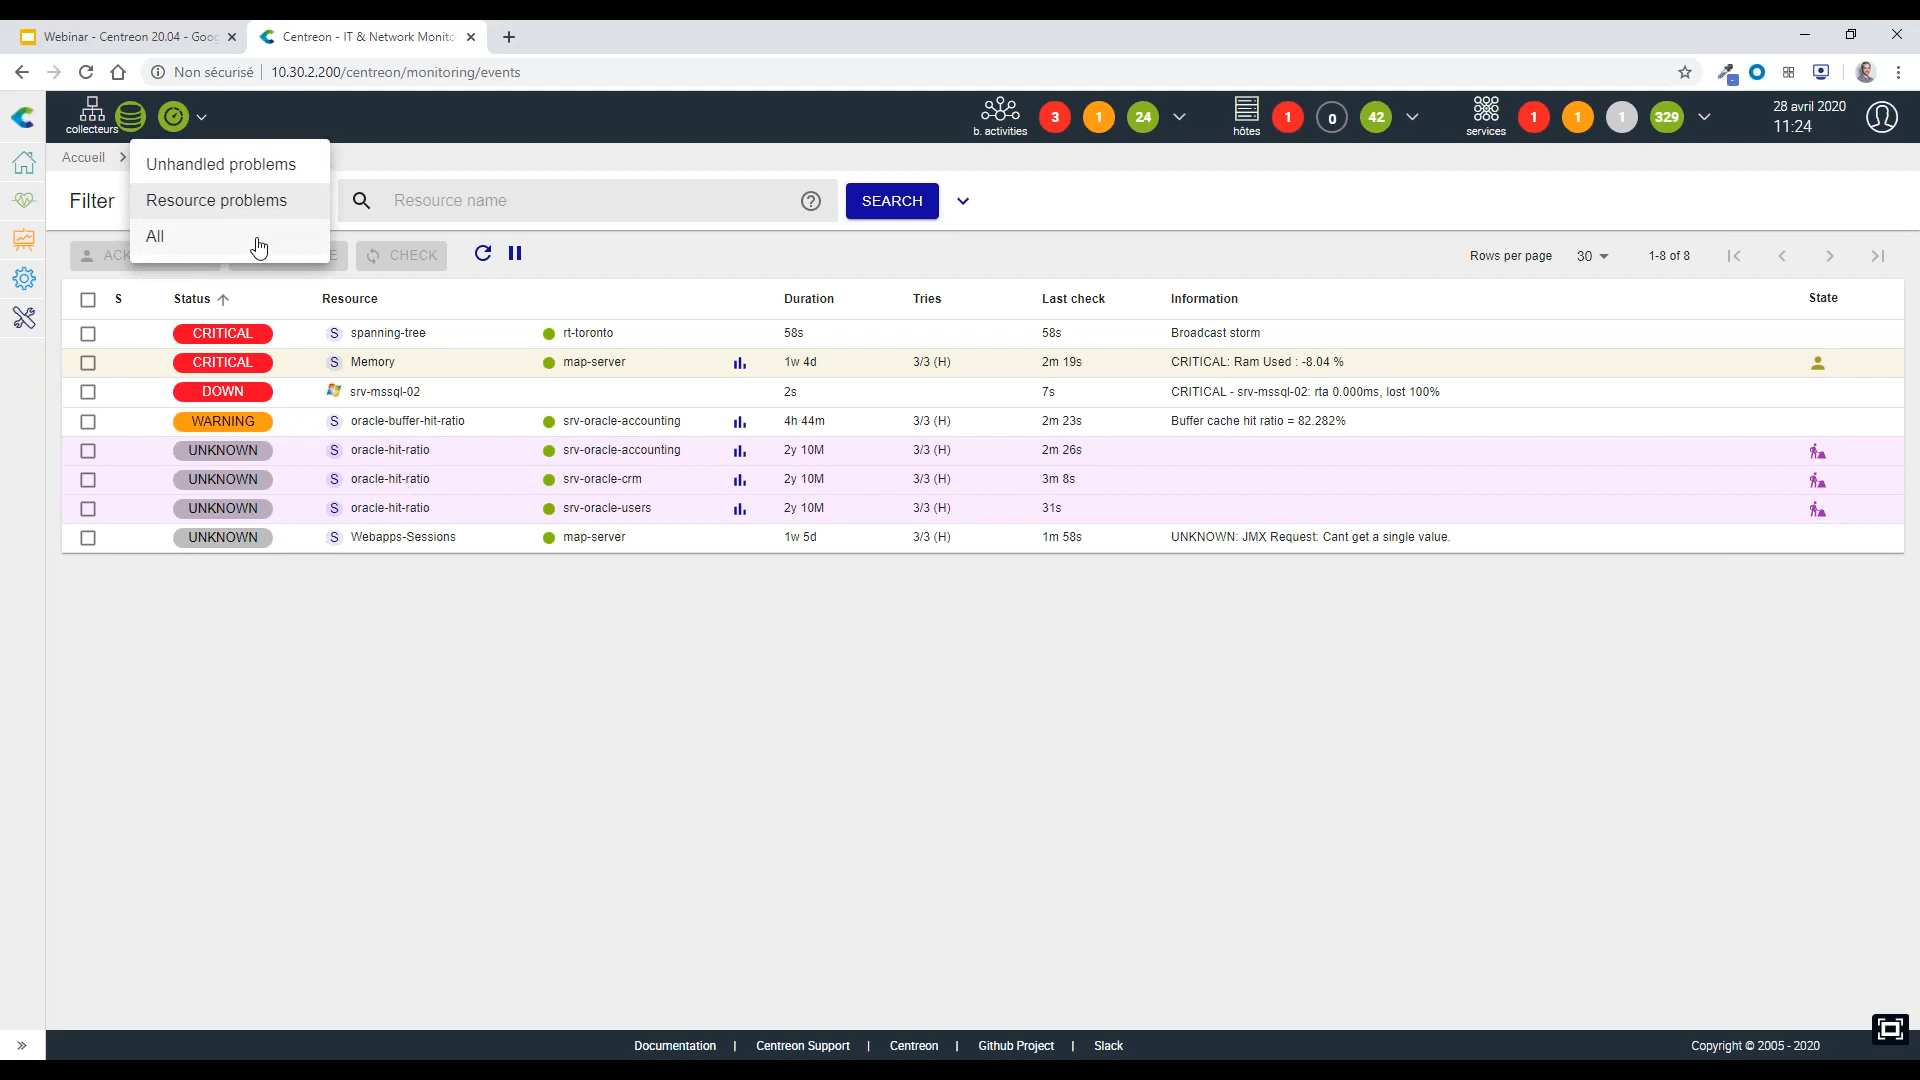 Webinar - Centreon 20.04 - Goog
Centreon - IT & Network Monito
Non sécurisé 10.30.2.200/centreon/monitoring/events
collecteurs
b. activities 3 1 24
hôtes 1 0 42
services 1 1 1 329
28 avril 2020
11:24
Accueil
Unhandled problems
Resource problems
All
Filter
Resource name
SEARCH
ACK
E
CHECK
Rows per page 30 1-8 of 8
S Status Resource Duration Tries Last check Information State
CRITICAL S spanning-tree rt-toronto 58s 58s Broadcast storm
CRITICAL S Memory map-server 1w 4d 3/3 (H) 2m 19s CRITICAL: Ram Used : -8.04 %
DOWN srv-mssql-02 2s 7s CRITICAL - srv-mssql-02: rta 0.000ms, lost 100%
WARNING S oracle-buffer-hit-ratio srv-oracle-accounting 4h 44m 3/3 (H) 2m 23s Buffer cache hit ratio = 82.282%
UNKNOWN S oracle-hit-ratio srv-oracle-accounting 2y 10M 3/3 (H) 2m 26s
UNKNOWN S oracle-hit-ratio srv-oracle-crm 2y 10M 3/3 (H) 3m 8s
UNKNOWN S oracle-hit-ratio srv-oracle-users 2y 10M 3/3 (H) 31s
UNKNOWN S Webapps-Sessions map-server 1w 5d 3/3 (H) 1m 58s UNKNOWN: JMX Request: Cant get a single value.
Documentation | Centreon Support | Centreon | Github Project | Slack
Copyright © 2005 - 2020